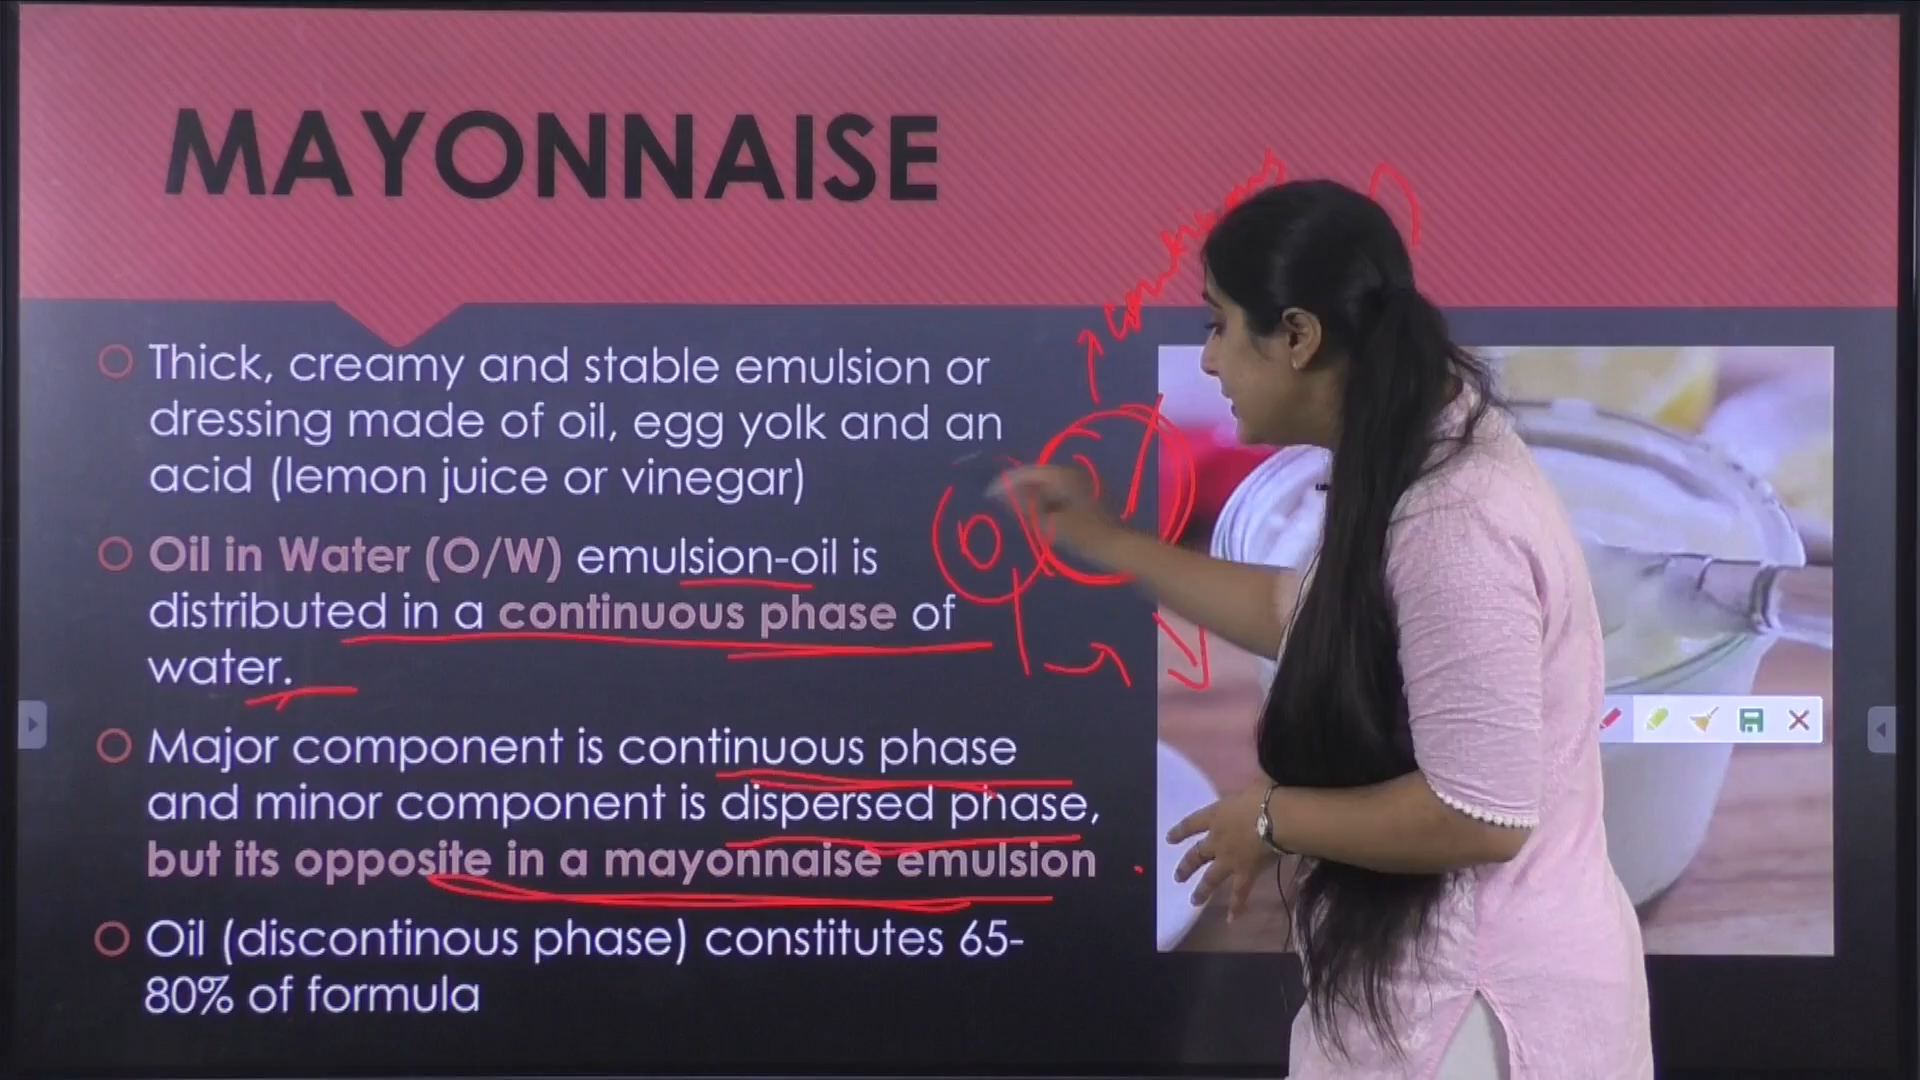 MAYONNAISE
continuous
Thick, creamy and stable emulsion or
dressing made of oil, egg yolk and an
acid (lemon juice or vinegar)
Oil in Water (O/W) emulsion-oil is
distributed in a continuous phase of
water.
Major component is continuous phase
and minor component is dispersed phase,
but its opposite in a mayonnaise emulsion
Oil (discontinous phase) constitutes 65-
80% of formula